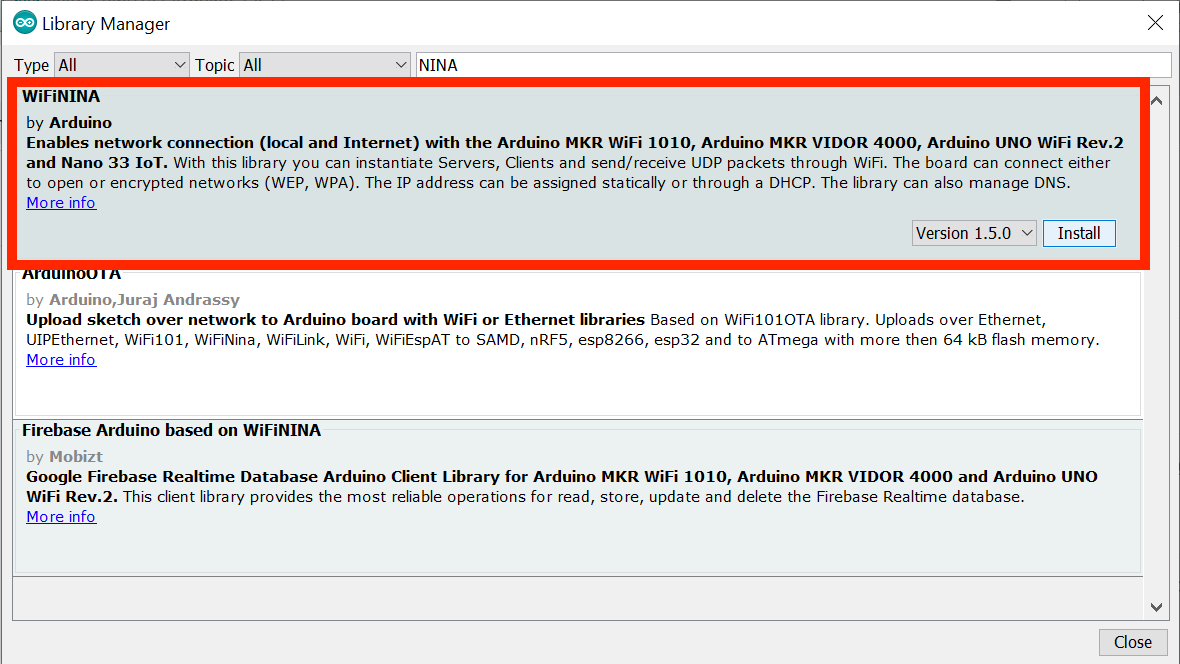 Library Manager
Type All Topic All NINA
WiFiNINA
by Arduino
Enables network connection (local and Internet) with the Arduino MKR WiFi 1010, Arduino MKR VIDOR 4000, Arduino UNO WiFi Rev.2
and Nano 33 IoT. With this library you can instantiate Servers, Clients and send/receive UDP packets through WiFi. The board can connect either
to open or encrypted networks (WEP, WPA). The IP address can be assigned statically or through a DHCP. The library can also manage DNS.
More info
Version 1.5.0 Install
ArduinoOTA
by Arduino,Juraj Andrassy
Upload sketch over network to Arduino board with WiFi or Ethernet libraries Based on WiFi101OTA library. Uploads over Ethernet,
UIPEthernet, WiFi101, WiFiNina, WiFiLink, WiFi, WiFiEspAT to SAMD, nRF5, esp8266, esp32 and to ATmega with more then 64 kB flash memory.
More info
Firebase Arduino based on WiFiNINA
by Mobizt
Google Firebase Realtime Database Arduino Client Library for Arduino MKR WiFi 1010, Arduino MKR VIDOR 4000 and Arduino UNO
WiFi Rev.2. This client library provides the most reliable operations for read, store, update and delete the Firebase Realtime database.
More info
Close